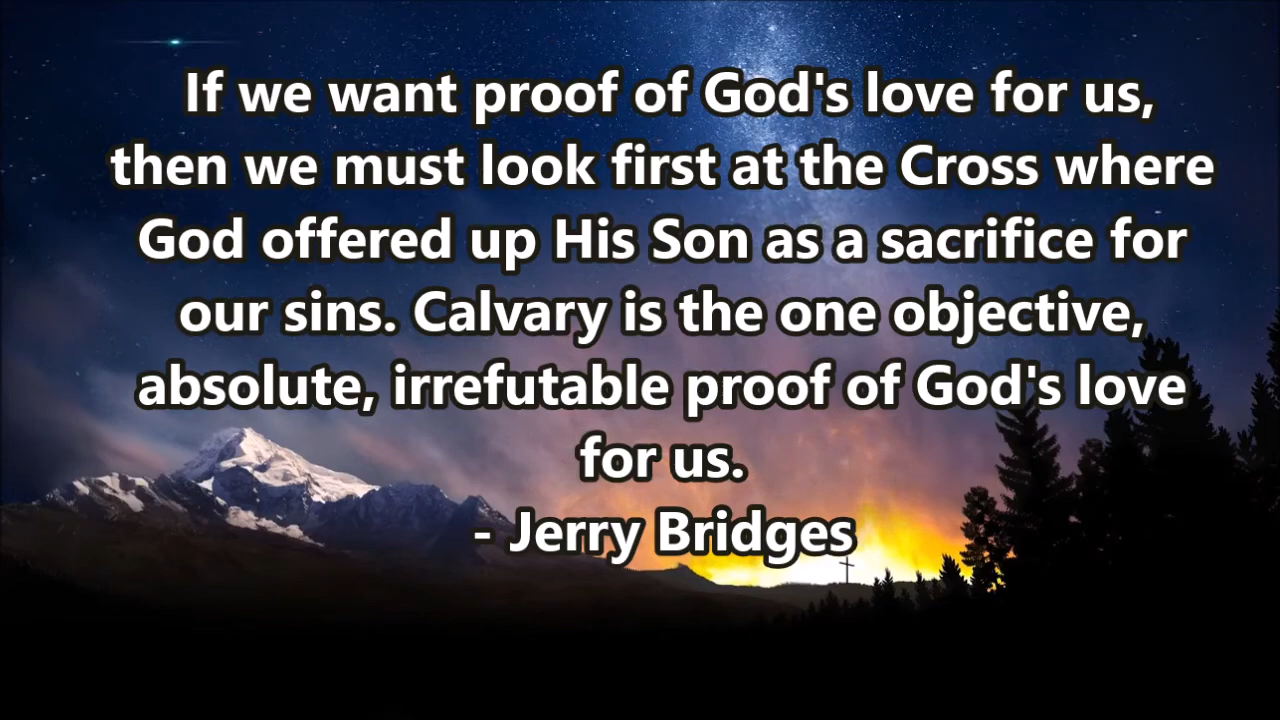 If we want proof of God's love for us,
then we must look first at the Cross where
God offered up His Son as a sacrifice for
our sins. Calvary is the one objective,
absolute, irrefutable proof of God's love
for us.
- Jerry Bridges